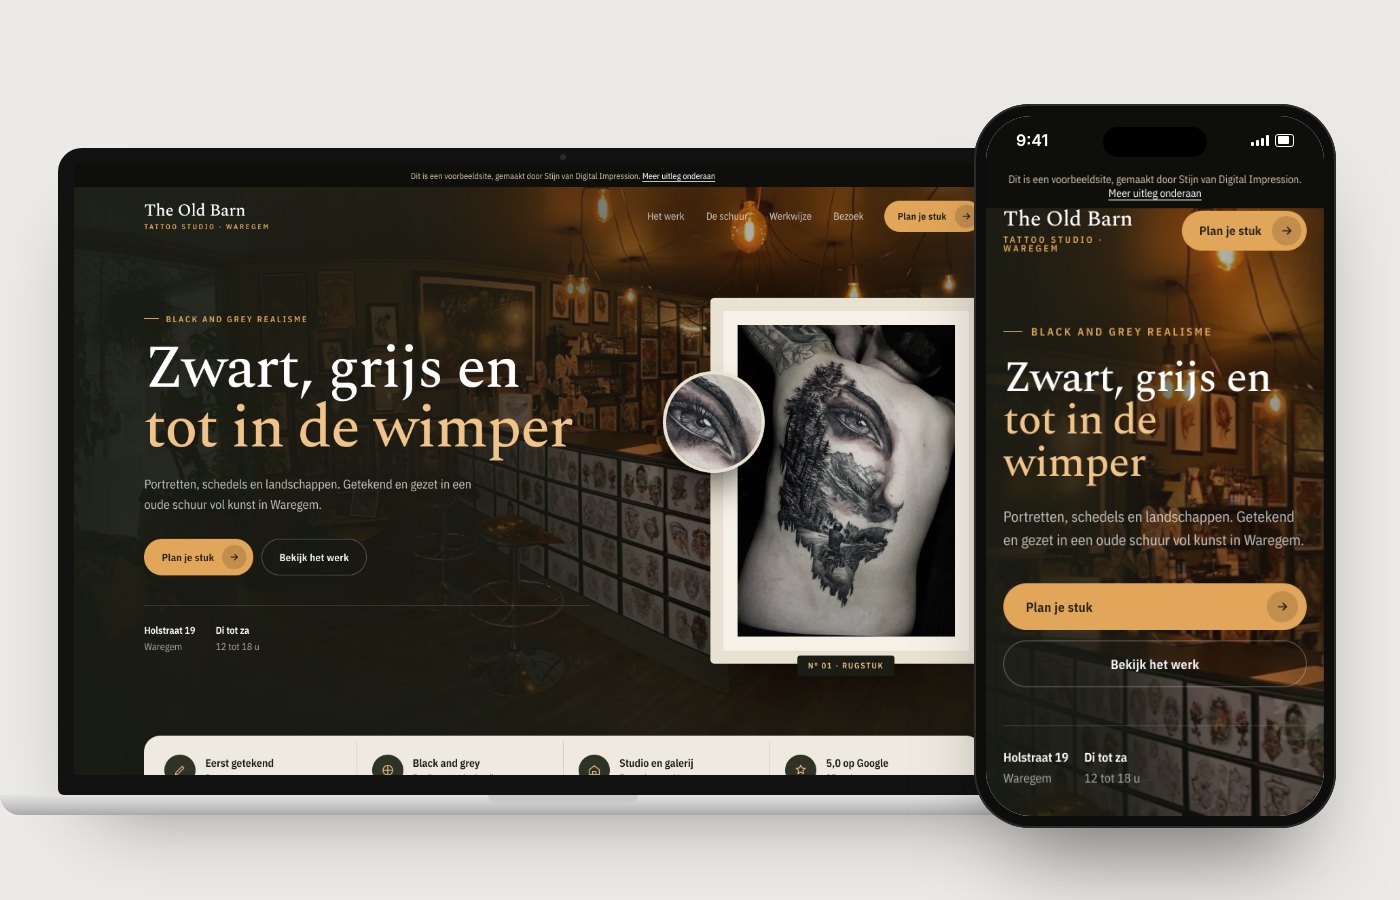 Dit is een voorbeeldsite, gemaakt door Stijn van Digital Impression. Meer uitleg onderaan
The Old Barn
TATTOO STUDIO · WAREGEM
Het werk
De schuur
Werkwijze
Bezoek
Plan je stuk
BLACK AND GREY REALISME
Zwart, grijs en
tot in de wimper
Portretten, schedels en landschappen. Getekend en gezet in een
oude schuur vol kunst in Waregem.
Plan je stuk
Bekijk het werk
Holstraat 19
Waregem
Di tot za
12 tot 18 u
N° 01 · RUGSTUK
Eerst getekend
Black and grey
Studio en galerij
5,0 op Google
9:41
Dit is een voorbeeldsite, gemaakt door Stijn van Digital Impression.
Meer uitleg onderaan
The Old Barn
TATTOO STUDIO ·
WAREGEM
Plan je stuk
BLACK AND GREY REALISME
Zwart, grijs en
tot in de
wimper
Portretten, schedels en landschappen. Getekend
en gezet in een oude schuur vol kunst in Waregem.
Plan je stuk
Bekijk het werk
Holstraat 19
Waregem
Di tot za
12 tot 18 u